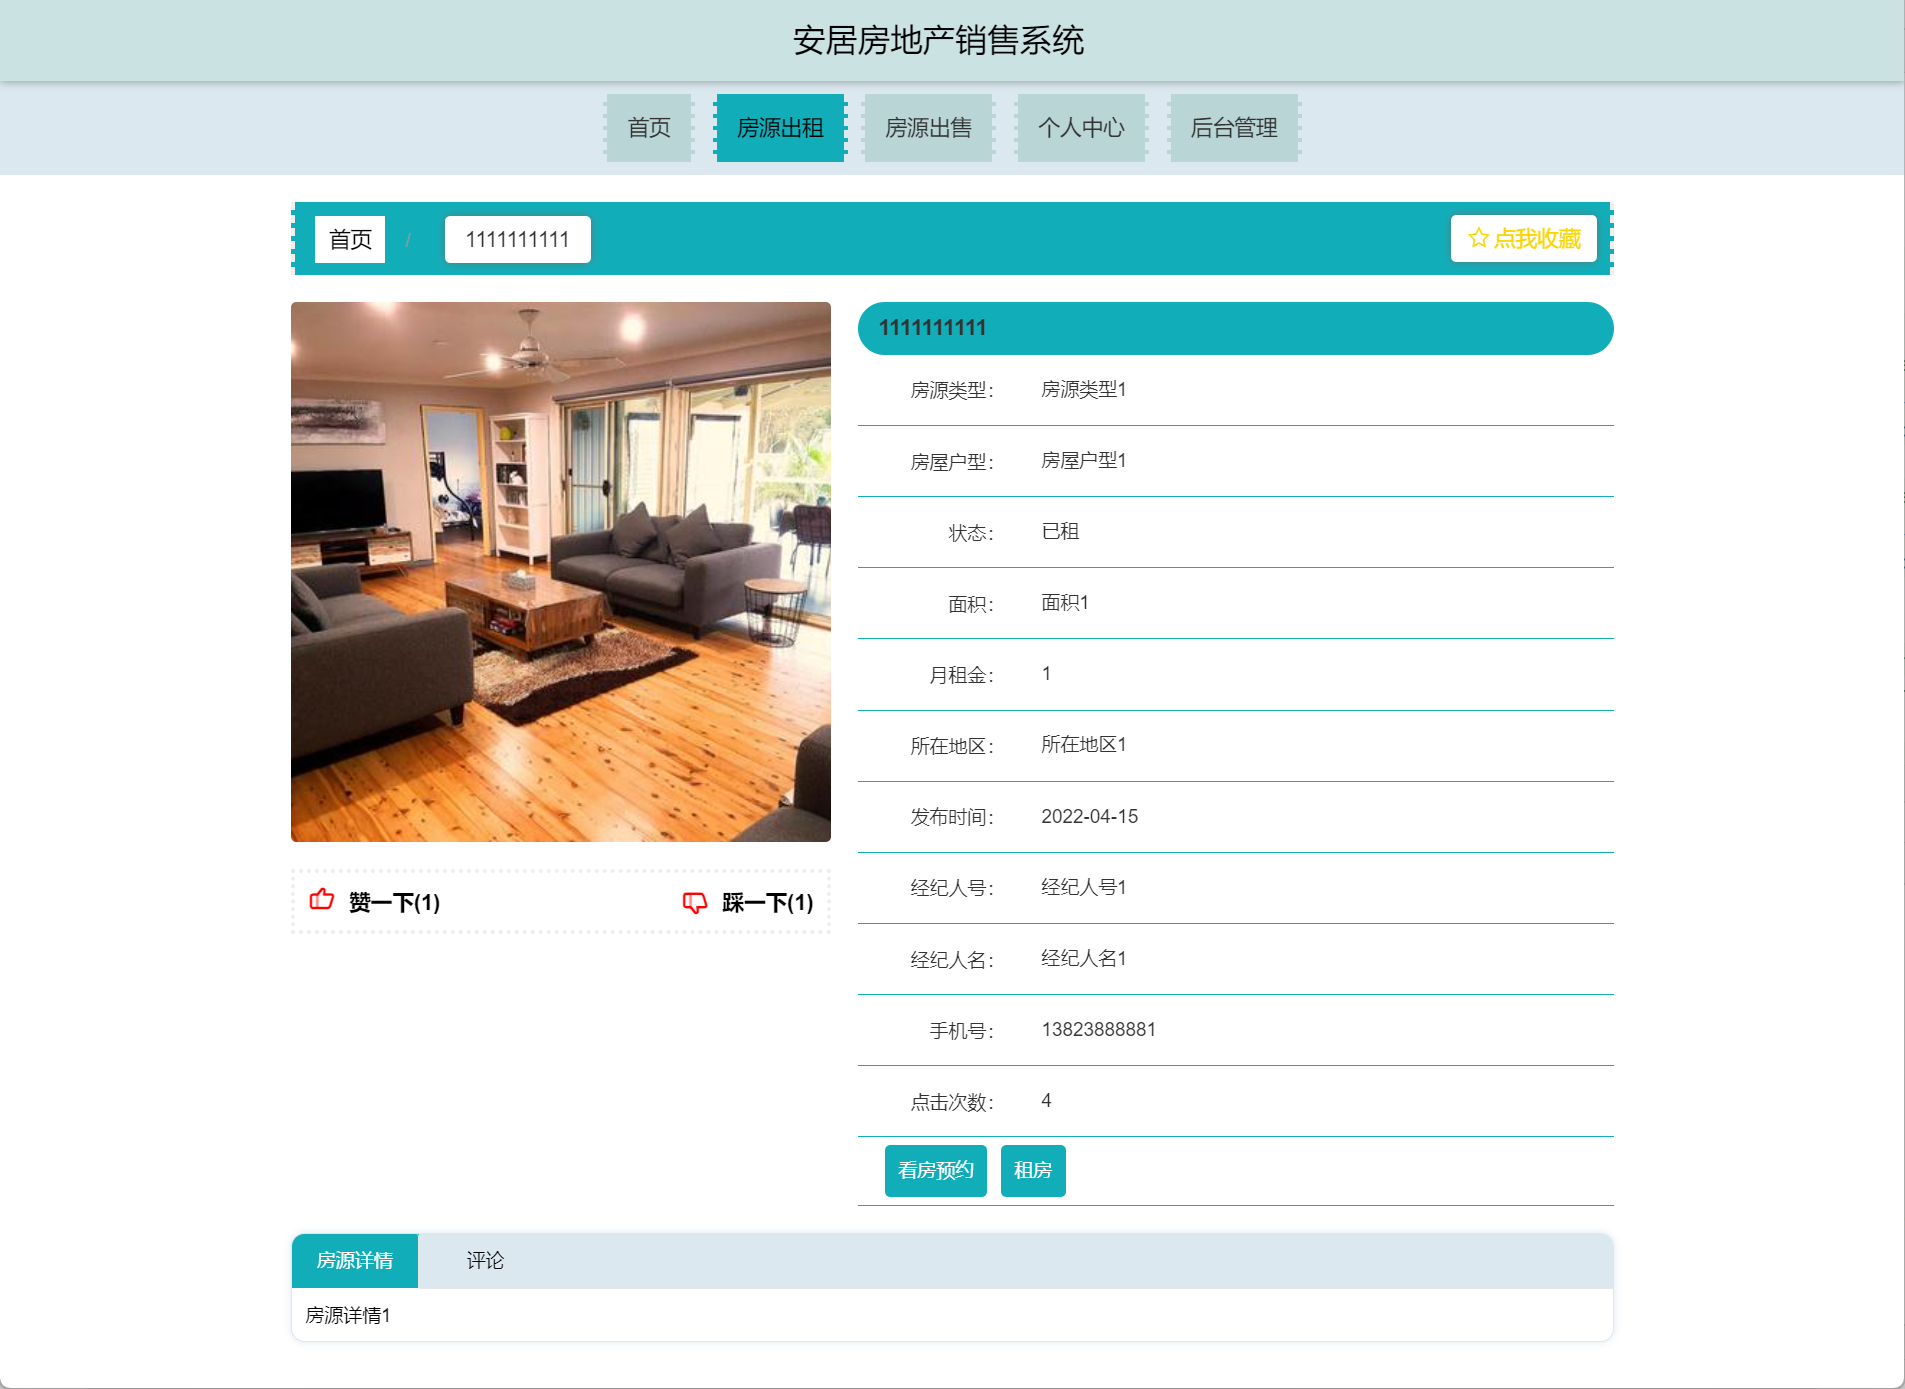 安居房地产销售系统
首页 房源出租 房源出售 个人中心 后台管理
首页 / 1111111111 点我收藏
1111111111
房源类型： 房源类型1
房屋户型： 房屋户型1
状态： 已租
面积： 面积1
月租金： 1
所在地区： 所在地区1
发布时间： 2022-04-15
经纪人号： 经纪人号1
经纪人名： 经纪人名1
手机号： 13823888881
点击次数： 4
赞一下(1) 踩一下(1)
看房预约 租房
房源详情 评论
房源详情1